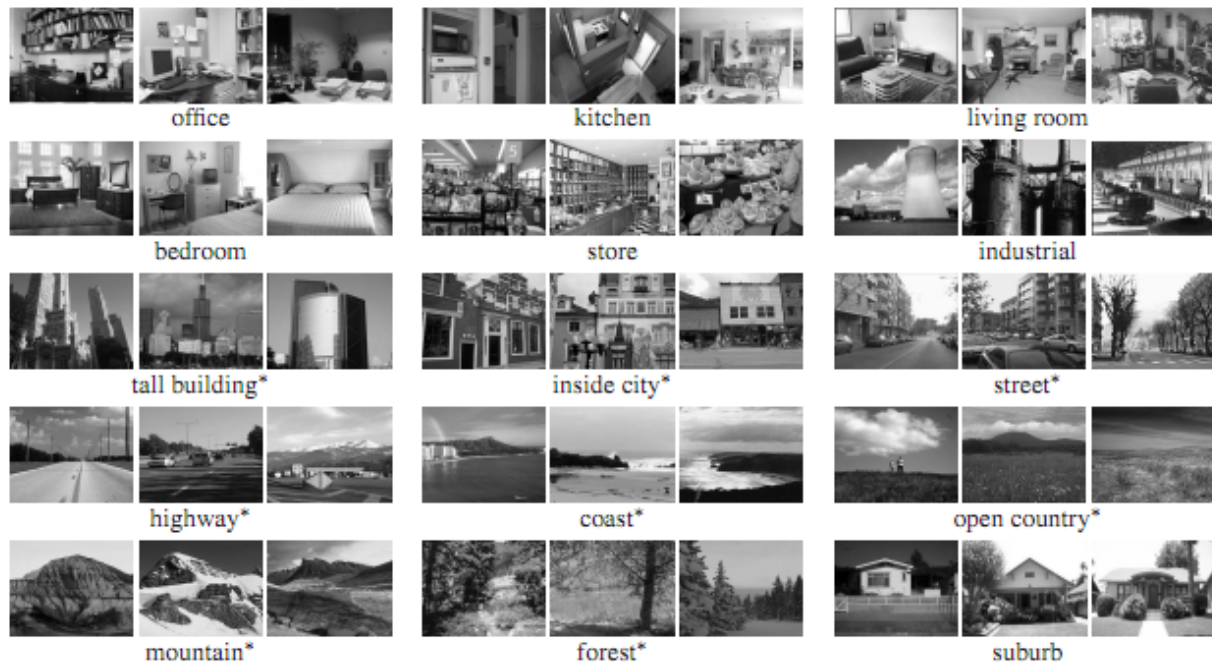 office
kitchen
living room
5
bedroom
store
industrial
tall building*
inside city*
street*
highway*
coast*
open country*
mountain*
forest*
suburb